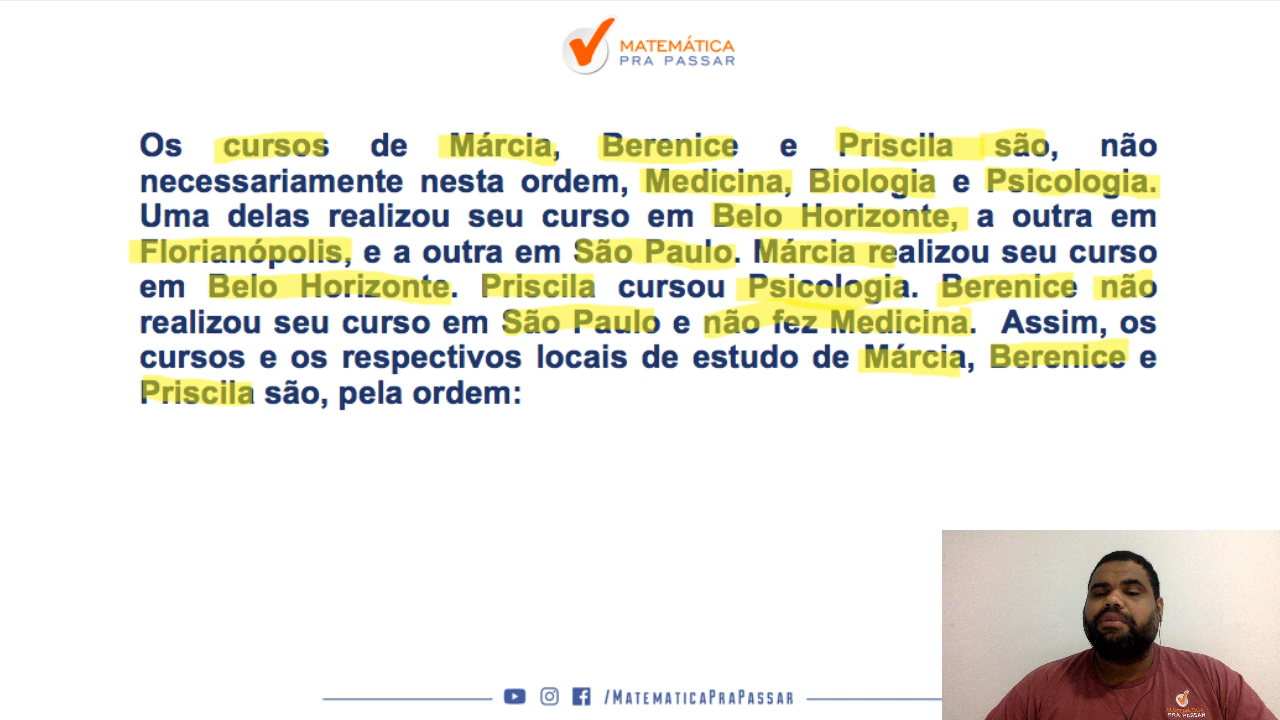 MATEMÁTICA
PRA PASSAR
Os cursos de Márcia, Berenice e Priscila são, não
necessariamente nesta ordem, Medicina, Biologia e Psicologia.
Uma delas realizou seu curso em Belo Horizonte, a outra em
Florianópolis, e a outra em São Paulo. Márcia realizou seu curso
em Belo Horizonte. Priscila cursou Psicologia. Berenice não
realizou seu curso em São Paulo e não fez Medicina. Assim, os
cursos e os respectivos locais de estudo de Márcia, Berenice e
Priscila são, pela ordem:
/MATEMATICAPRAPASSAR
MATEMÁTICA
PRA PASSAR